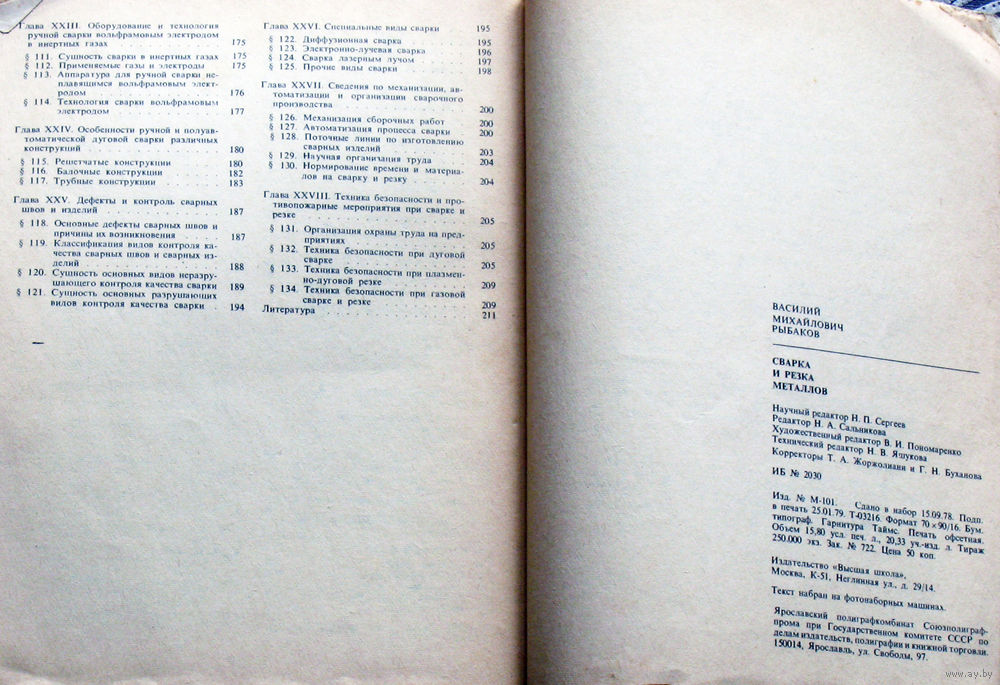 Глава XXIII. Оборудование и технология
ручной сварки вольфрамовым электродом
в инертных газах . . . 175
§ 111. Сущность сварки в инертных газах 175
§ 112. Применяемые газы и электроды 175
§ 113. Аппаратура для ручной сварки не-
плавящимся вольфрамовым элект-
родом . . . 176
§ 114. Технология сварки вольфрамовым
электродом . . . 177
Глава XXIV. Особенности ручной и полуав-
томатической дуговой сварки различных
конструкций . . . 180
§ 115. Решетчатые конструкции . . . 180
§ 116. Балочные конструкции . . . 182
§ 117. Трубные конструкции . . . 183
Глава XXV. Дефекты и контроль сварных
швов и изделий . . . 187
§ 118. Основные дефекты сварных швов и
причины их возникновения . . . 187
§ 119. Классификация видов контроля ка-
чества сварных швов и сварных из-
делий . . . 188
§ 120. Сущность основных видов неразру-
шающего контроля качества сварки 189
§ 121. Сущность основных разрушающих
видов контроля качества сварки . 194
Глава XXVI. Специальные виды сварки 195
§ 122. Диффузионная сварка . . . 195
§ 123. Электронно-лучевая сварка . . . 196
§ 124. Сварка лазерным лучом . . . 197
§ 125. Прочие виды сварки . . . 198
Глава XXVII. Сведения по механизации, ав-
томатизации и организации сварочного
производства . . . 200
§ 126. Механизация сборочных работ . 200
§ 127. Автоматизация процесса сварки . 200
§ 128. Поточные линии по изготовлению
сварных изделий . . . 203
§ 129. Научная организация труда . . . 204
§ 130. Нормирование времени и материа-
лов на сварку и резку . . . 204
Глава XXVIII. Техника безопасности и про-
тивопожарные мероприятия при сварке и
резке . . . 205
§ 131. Организация охраны труда на пред-
приятиях . . . 205
§ 132. Техника безопасности при дуговой
сварке . . . 205
§ 133. Техника безопасности при плазмен-
но-дуговой резке . . . 209
§ 134. Техника безопасности при газовой
сварке и резке . . . 209
Литература . . . 211
ВАСИЛИЙ
МИХАЙЛОВИЧ
РЫБАКОВ
СВАРКА
И РЕЗКА
МЕТАЛЛОВ
Научный редактор Н. П. Сергеев
Редактор Н. А. Сальникова
Художественный редактор В. И. Пономаренко
Технический редактор Н. В. Яшукова
Корректоры Т. А. Жоржолиани и Г. Н. Буханова
ИБ № 2030
Изд. № М-101. Сдано в набор 15.09.78. Подп.
в печать 25.01.79. Т-03216. Формат 70 × 90/16. Бум.
типограф. Гарнитура Таймс. Печать офсетная.
Объем 15,80 усл. печ. л., 20,33 уч.-изд. л. Тираж
250.000 экз. Зак. № 722. Цена 50 коп.
Издательство «Высшая школа»,
Москва, К-51, Неглинная ул., д. 29/14.
Текст набран на фотонаборных машинах.
Ярославский полиграфкомбинат Союзполиграф-
прома при Государственном комитете СССР по
делам издательств, полиграфии и книжной торговли.
150014, Ярославль, ул. Свободы, 97.
www.ay.by